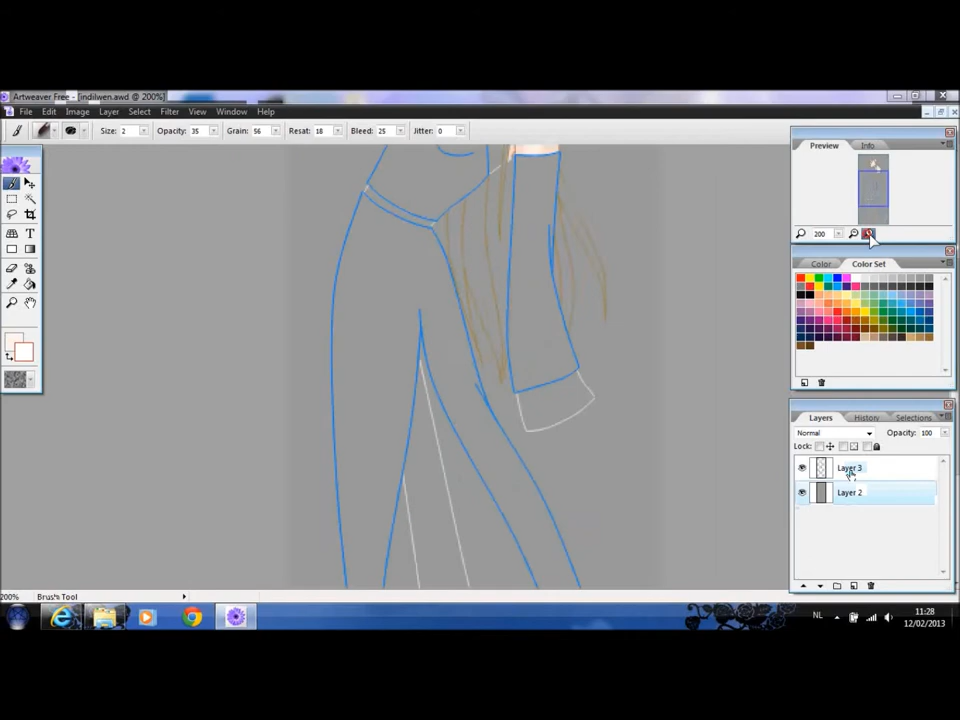 Artweaver Free - [indilwen.awd @ 200%]
File Edit Image Layer Select Filter View Window Help
Size: 2 Opacity: 35 Grain: 56 Resat: 18 Bleed: 25 Jitter: 0
Preview Info
200
Color Color Set
Layers History Selections
Normal Opacity: 100
Lock:
Layer 3
Layer 2
200% Brush Tool
NL 11:28
12/02/2013